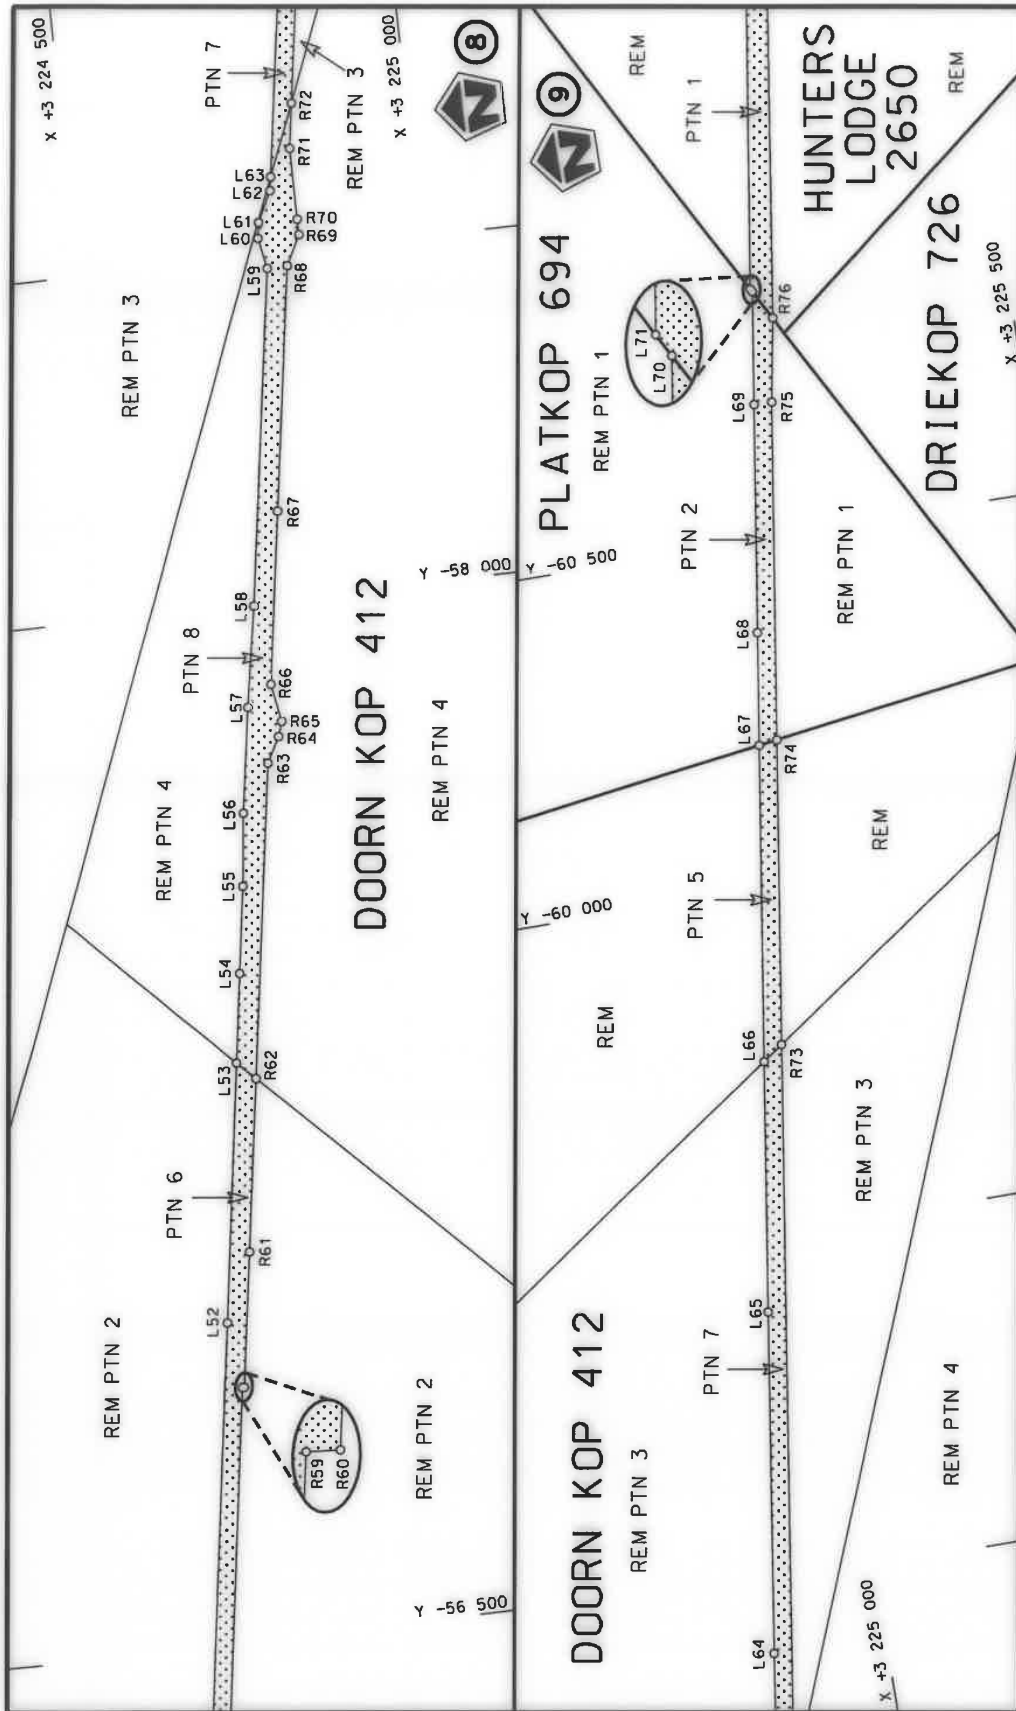 X +3 224 500
X +3 225 000
8
PTN 7
REM PTN 3
R72
R71
L63
L62
L61
L60
L59
R70
R69
R68
REM PTN 3
R67
Y -58 000
L58
PTN 8
R66
L57
R65
R64
R63
REM PTN 4
L56
L55
L54
REM PTN 4
DOORN KOP 412
L53
R62
PTN 6
R61
L52
REM PTN 2
REM PTN 2
R59
R60
Y -56 500
9
REM
PTN 1
HUNTERS
LODGE
2650
REM
PLATKOP 694
REM PTN 1
L71
L70
R76
DRIEKOP 726
X +3 225 500
L69
R75
PTN 2
REM PTN 1
Y -60 500
L68
L67
R74
REM
PTN 5
Y -60 000
REM
L66
R73
REM PTN 3
L65
PTN 7
DOORN KOP 412
REM PTN 3
REM PTN 4
L64
X +3 225 000
N
N